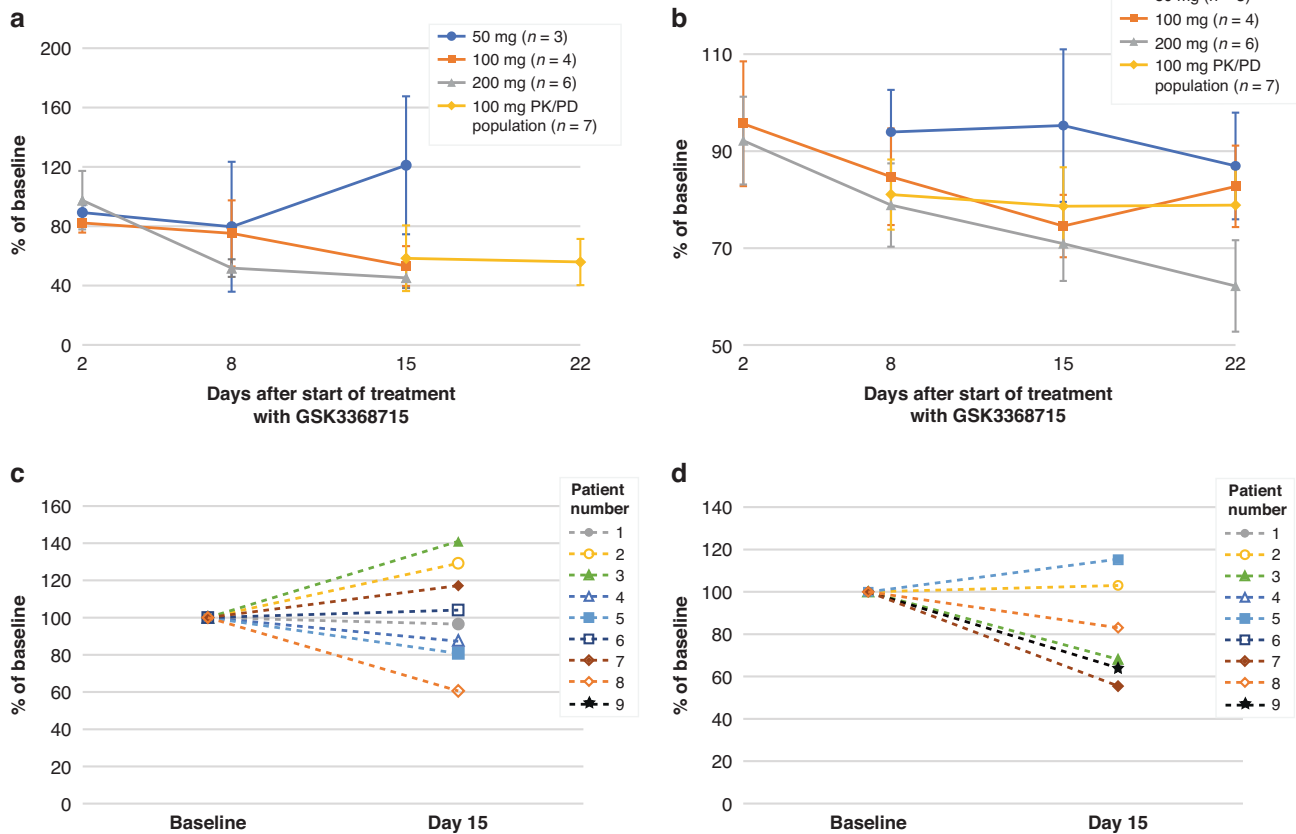 a
200
160
120
80
40
0
% of baseline
2
8
15
22
Days after start of treatment
with GSK3368715
50 mg (n = 3)
100 mg (n = 4)
200 mg (n = 6)
100 mg PK/PD
population (n = 7)
b
110
90
70
50
% of baseline
2
8
15
22
Days after start of treatment
with GSK3368715
100 mg (n = 4)
200 mg (n = 6)
100 mg PK/PD
population (n = 7)
c
160
140
120
100
80
60
40
20
0
% of baseline
Baseline
Day 15
Patient
number
1
2
3
4
5
6
7
8
9
d
140
120
100
80
60
40
20
0
% of baseline
Baseline
Day 15
Patient
number
1
2
3
4
5
6
7
8
9